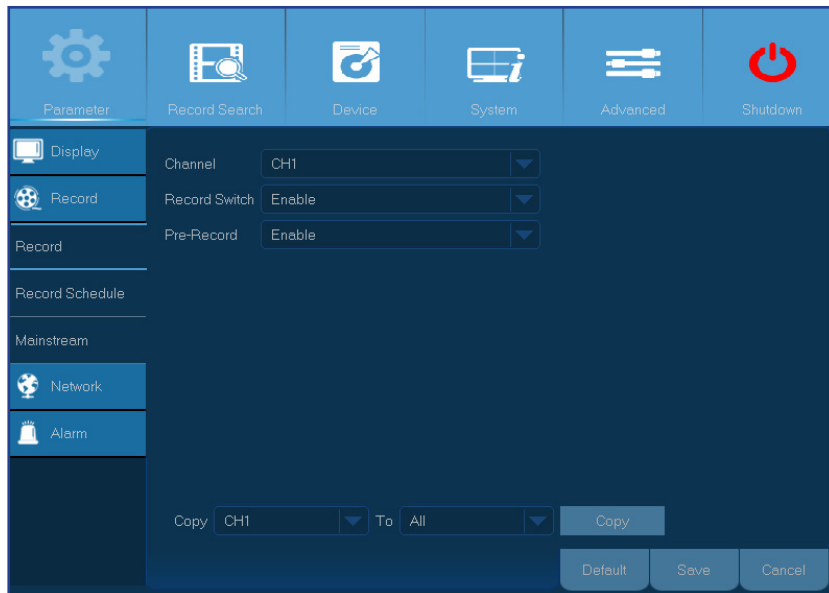 Parameter Record Search Device System Advanced Shutdown
Display
Record
Record
Record Schedule
Mainstream
Network
Alarm
Channel CH1
Record Switch Enable
Pre-Record Enable
Copy CH1 To All Copy
Default Save Cancel